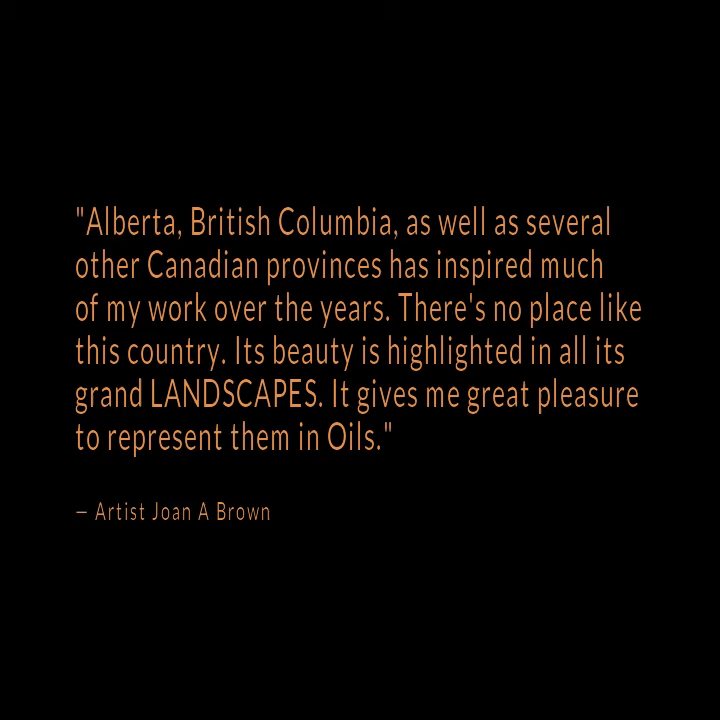 "Alberta, British Columbia, as well as several
other Canadian provinces has inspired much
of my work over the years. There's no place like
this country. Its beauty is highlighted in all its
grand LANDSCAPES. It gives me great pleasure
to represent them in Oils."
– Artist Joan A Brown